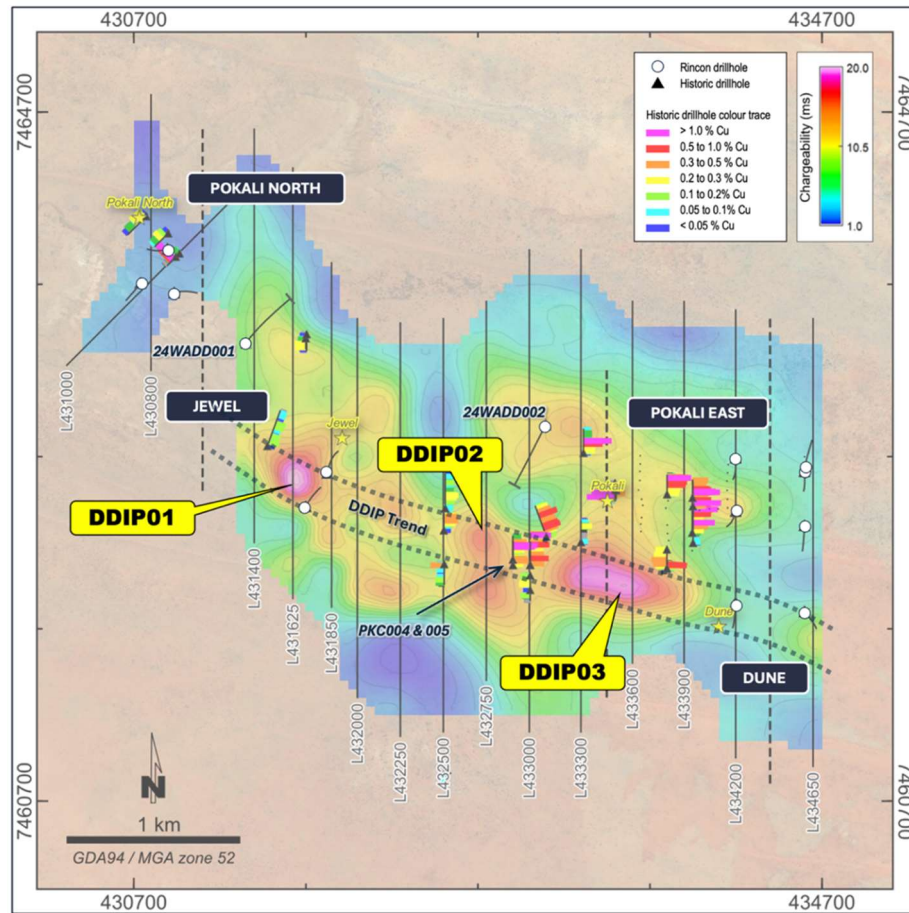 430700
434700
7464700
7464700
Rincon drillhole
Historic drillhole
Historic drillhole colour trace
> 1.0 % Cu
0.5 to 1.0 % Cu
0.3 to 0.5 % Cu
0.2 to 0.3 % Cu
0.1 to 0.2% Cu
0.05 to 0.1% Cu
< 0.05 % Cu
Chargeability (ms)
20.0
10.5
1.0
POKALI NORTH
Pokali North
24WADD001
L431000
L430800
JEWEL
Jewel
24WADD002
POKALI EAST
DDIP02
DDIP01
DDIP Trend
Pokali
L431400
L431625
L431850
PKC004 & 005
Dune
DDIP03
DUNE
L432000
L432250
L432500
L432750
L433000
L433300
L433600
L433900
L434200
L434650
N
1 km
GDA94 / MGA zone 52
7460700
7460700
430700
434700